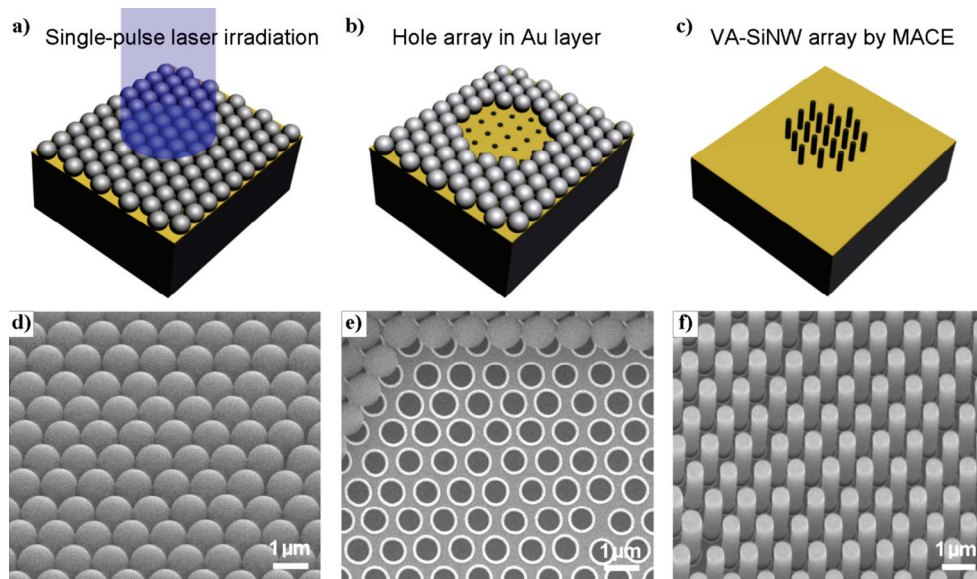 a) Single-pulse laser irradiation
b) Hole array in Au layer
c) VA-SiNW array by MACE
d)
1 µm
e)
1 µm
f)
1 µm